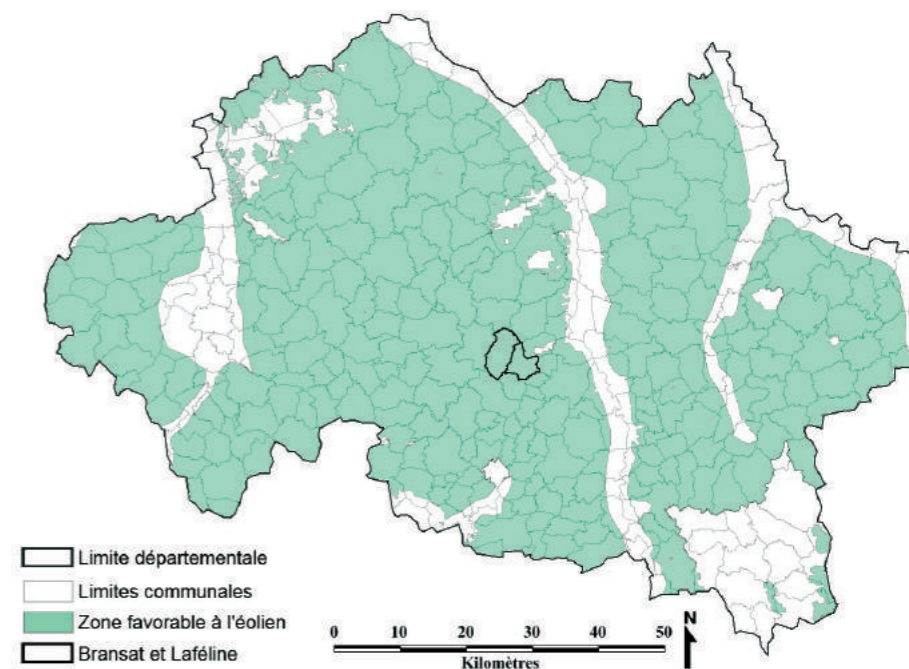 Limite départementale
Limites communales
Zone favorable à l'éolien
Bransat et Laféline
0 10 20 30 40 50
Kilomètres
N